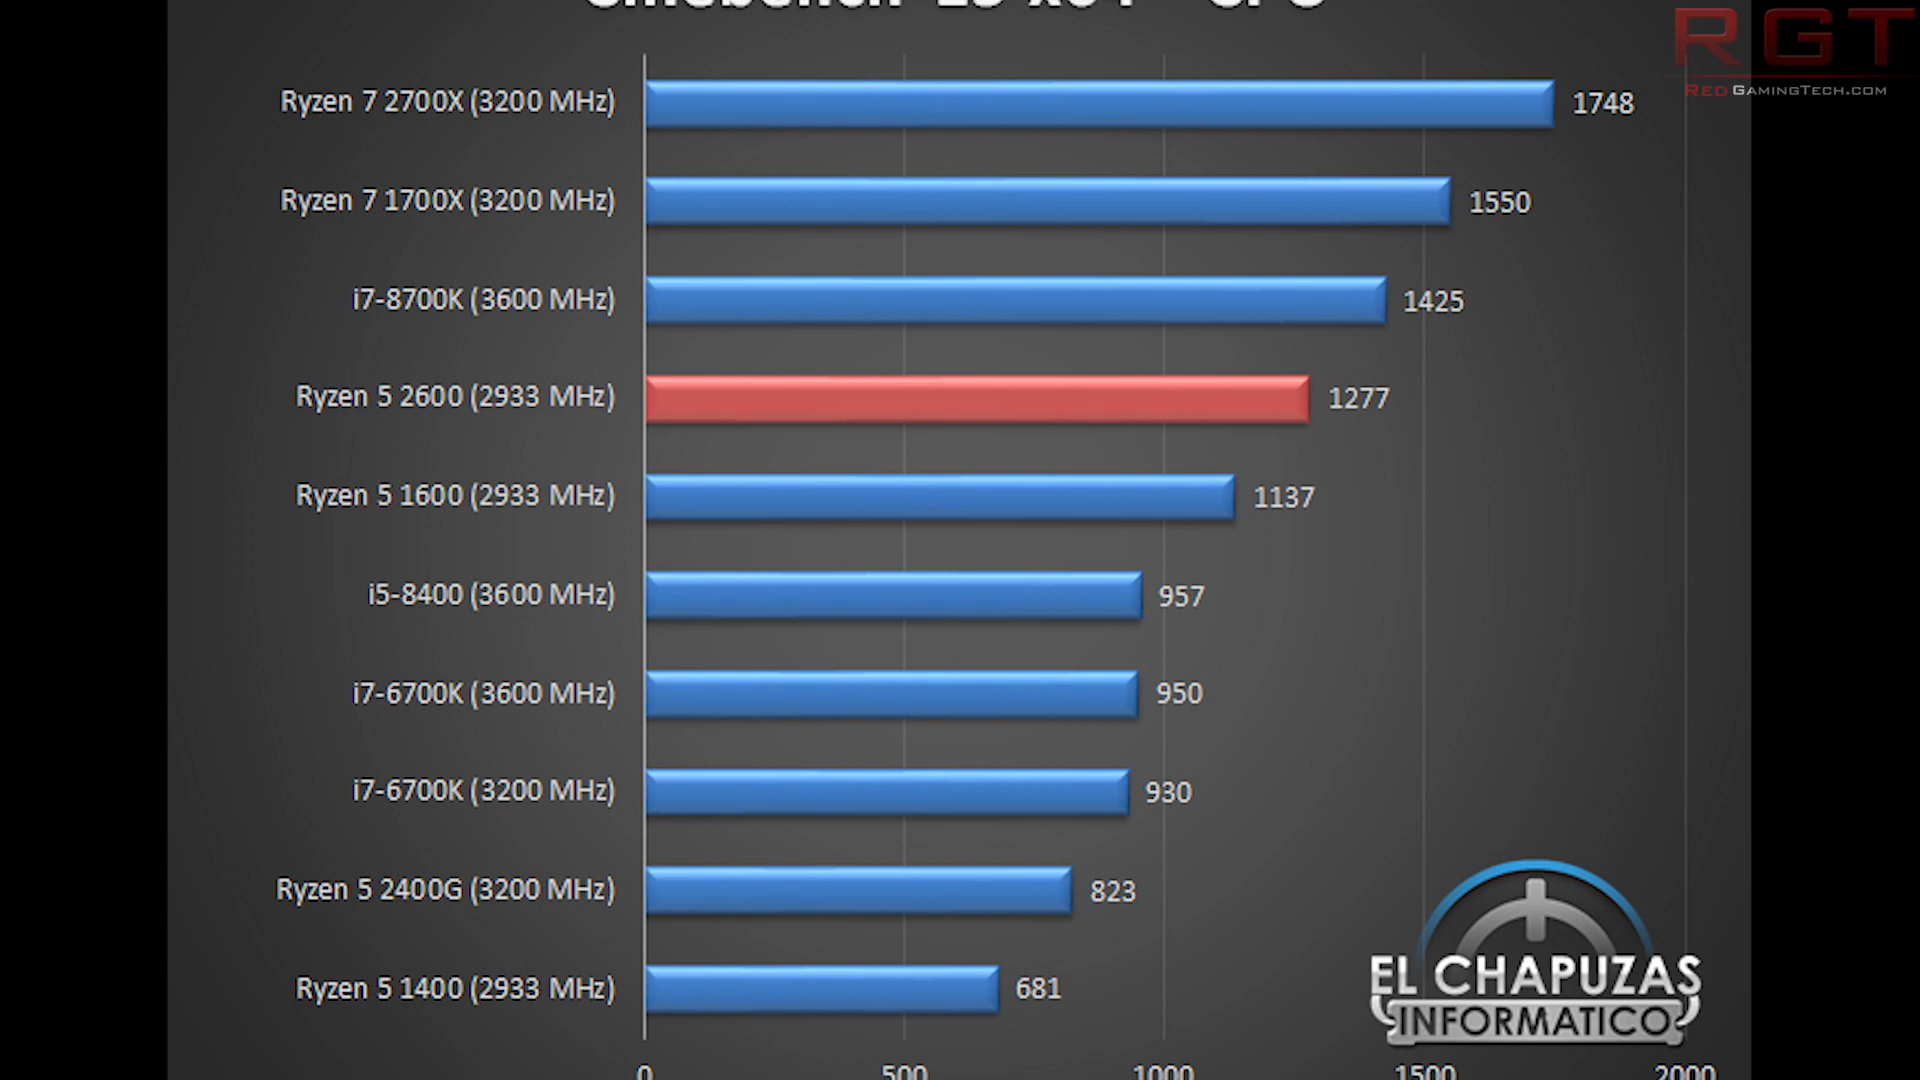 RGT
RedGamingTech.com
Ryzen 7 2700X (3200 MHz) 1748
Ryzen 7 1700X (3200 MHz) 1550
i7-8700K (3600 MHz) 1425
Ryzen 5 2600 (2933 MHz) 1277
Ryzen 5 1600 (2933 MHz) 1137
i5-8400 (3600 MHz) 957
i7-6700K (3600 MHz) 950
i7-6700K (3200 MHz) 930
Ryzen 5 2400G (3200 MHz) 823
Ryzen 5 1400 (2933 MHz) 681
EL CHAPUZAS
INFORMATICO
0 500 1000 1500 2000